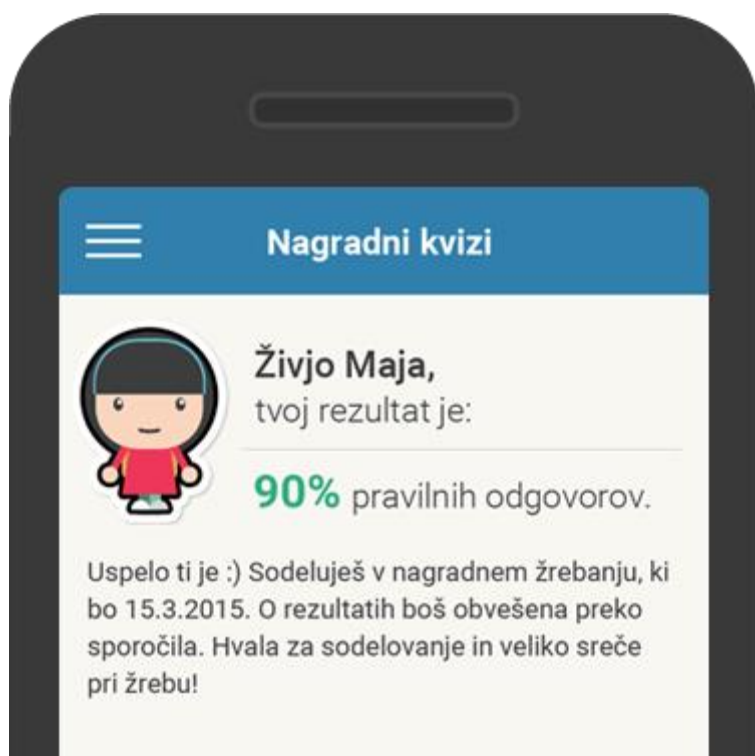 Nagradni kvizi
Živjo Maja,
tvoj rezultat je:
90% pravilnih odgovorov.
Uspelo ti je :) Sodeluješ v nagradnem žrebanju, ki
bo 15.3.2015. O rezultatih boš obvešena preko
sporočila. Hvala za sodelovanje in veliko sreče
pri žrebu!